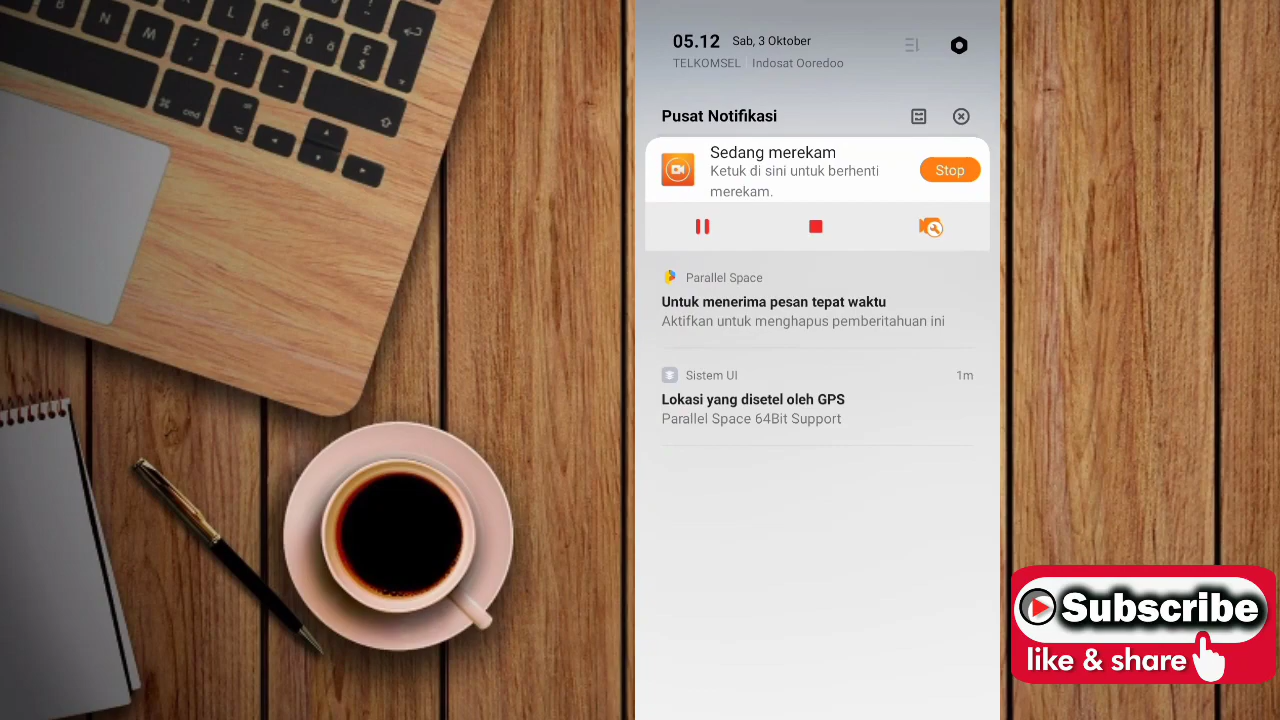 05.12 Sab, 3 Oktober
TELKOMSEL Indosat Ooredoo
Pusat Notifikasi
Sedang merekam
Ketuk di sini untuk berhenti
merekam.
Stop
Parallel Space
Untuk menerima pesan tepat waktu
Aktifkan untuk menghapus pemberitahuan ini
Sistem UI 1m
Lokasi yang disetel oleh GPS
Parallel Space 64Bit Support
Subscribe
like & share